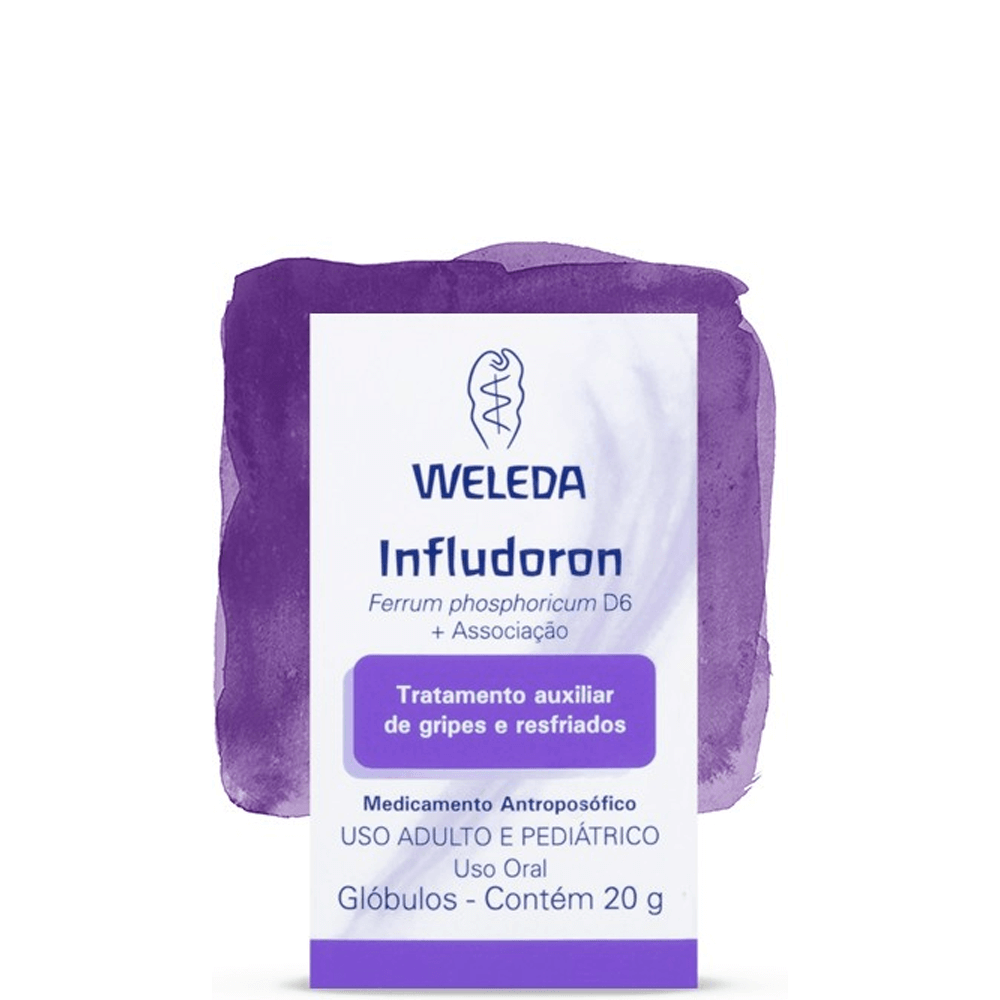 WELEDA
Infludoron
Ferrum phosphoricum D6
+ Associação
Tratamento auxiliar
de gripes e resfriados
Medicamento Antroposófico
USO ADULTO E PEDIÁTRICO
Uso Oral
Glóbulos - Contém 20 g